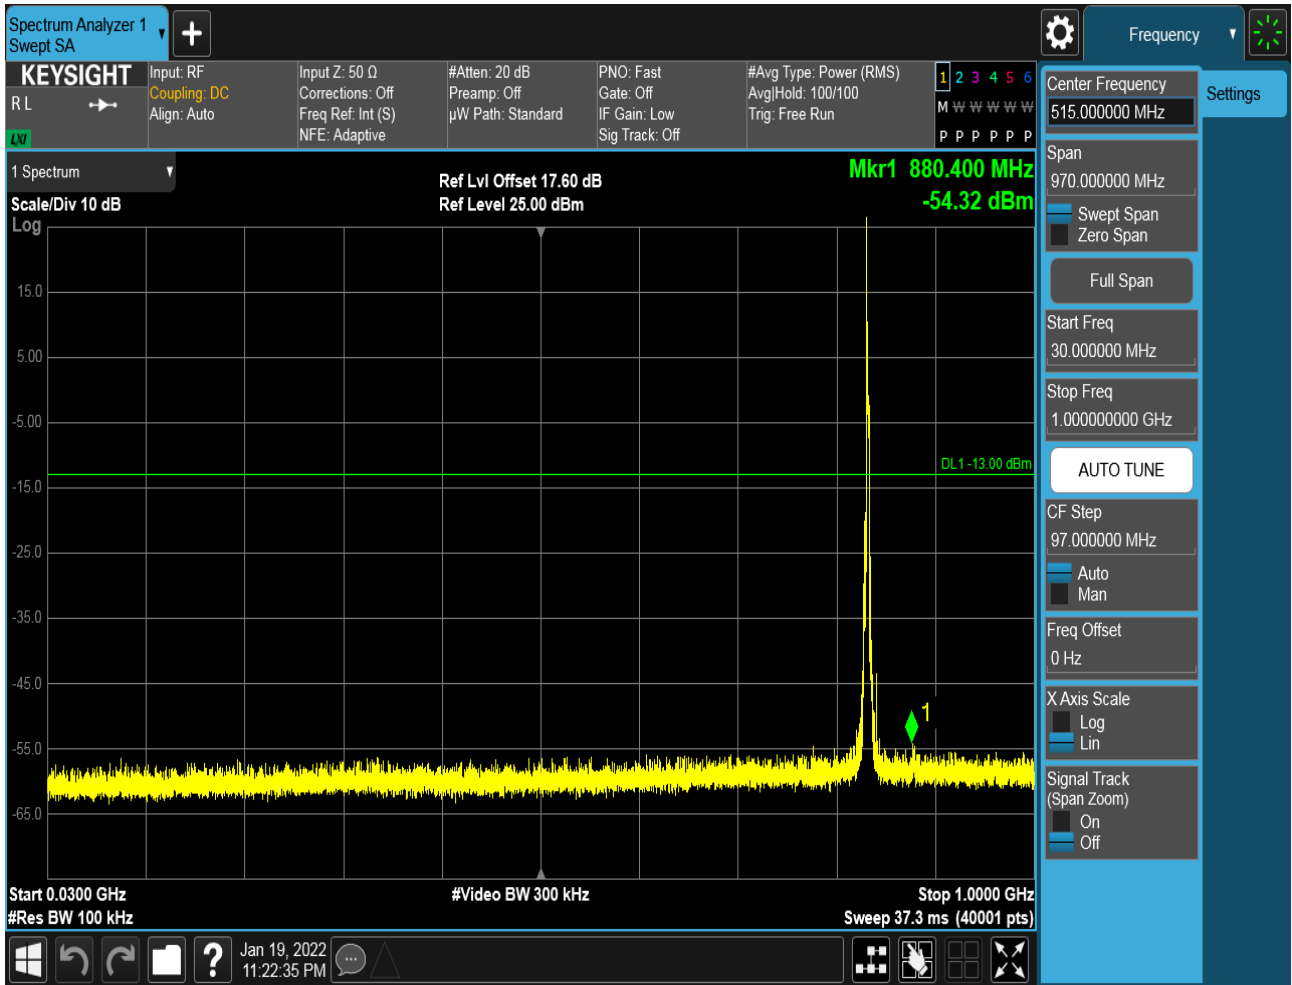 Spectrum Analyzer 1
Swept SA
Frequency
KEYSIGHT
R L
LXI
Input: RF
Coupling: DC
Align: Auto
Input Z: 50 Ω
Corrections: Off
Freq Ref: Int (S)
NFE: Adaptive
#Atten: 20 dB
Preamp: Off
µW Path: Standard
PNO: Fast
Gate: Off
IF Gain: Low
Sig Track: Off
#Avg Type: Power (RMS)
Avg|Hold: 100/100
Trig: Free Run
1 2 3 4 5 6
M W W W W W
P P P P P P
1 Spectrum
Scale/Div 10 dB
Log
Ref Lvl Offset 17.60 dB
Ref Level 25.00 dBm
Mkr1 880.400 MHz
-54.32 dBm
15.0
5.00
-5.00
-15.0
-25.0
-35.0
-45.0
-55.0
-65.0
DL1 -13.00 dBm
1
Start 0.0300 GHz
#Res BW 100 kHz
#Video BW 300 kHz
Stop 1.0000 GHz
Sweep 37.3 ms (40001 pts)
Center Frequency
515.000000 MHz
Settings
Span
970.000000 MHz
Swept Span
Zero Span
Full Span
Start Freq
30.000000 MHz
Stop Freq
1.000000000 GHz
AUTO TUNE
CF Step
97.000000 MHz
Auto
Man
Freq Offset
0 Hz
X Axis Scale
Log
Lin
Signal Track
(Span Zoom)
On
Off
?
Jan 19, 2022
11:22:35 PM